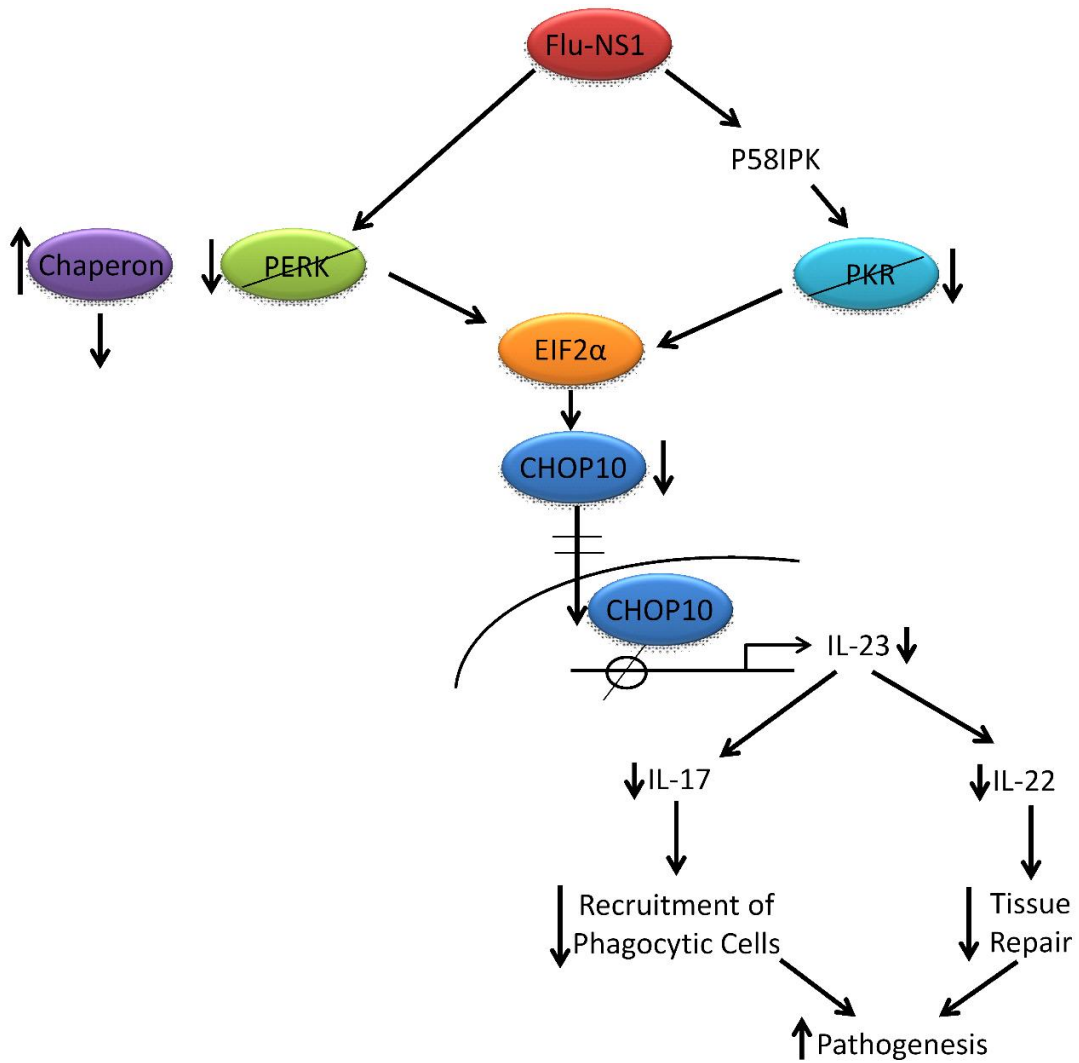 Flu-NS1
P58IPK
Chaperon
PERK
PKR
EIF2α
CHOP10
CHOP10
IL-23
IL-17
IL-22
Recruitment of
Phagocytic Cells
Tissue
Repair
Pathogenesis